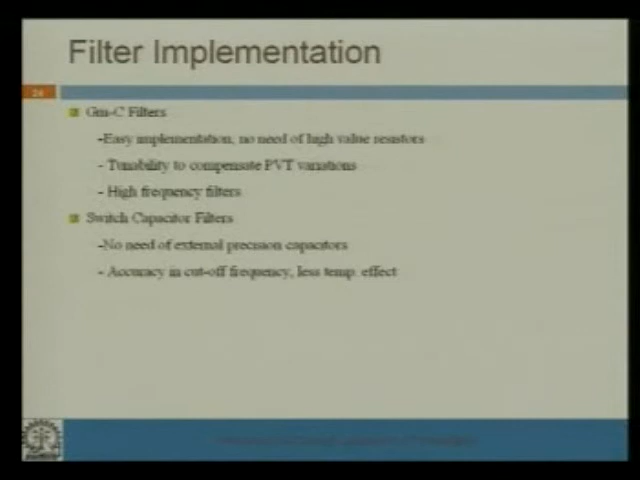 Filter Implementation
24
Gm-C Filters
-Easy implementation, no need of high value resistors
- Tunability to compensate PVT variations
- High frequency filters
Switch Capacitor Filters
-No need of external precision capacitors
- Accuracy in cut-off frequency, less temp. effect